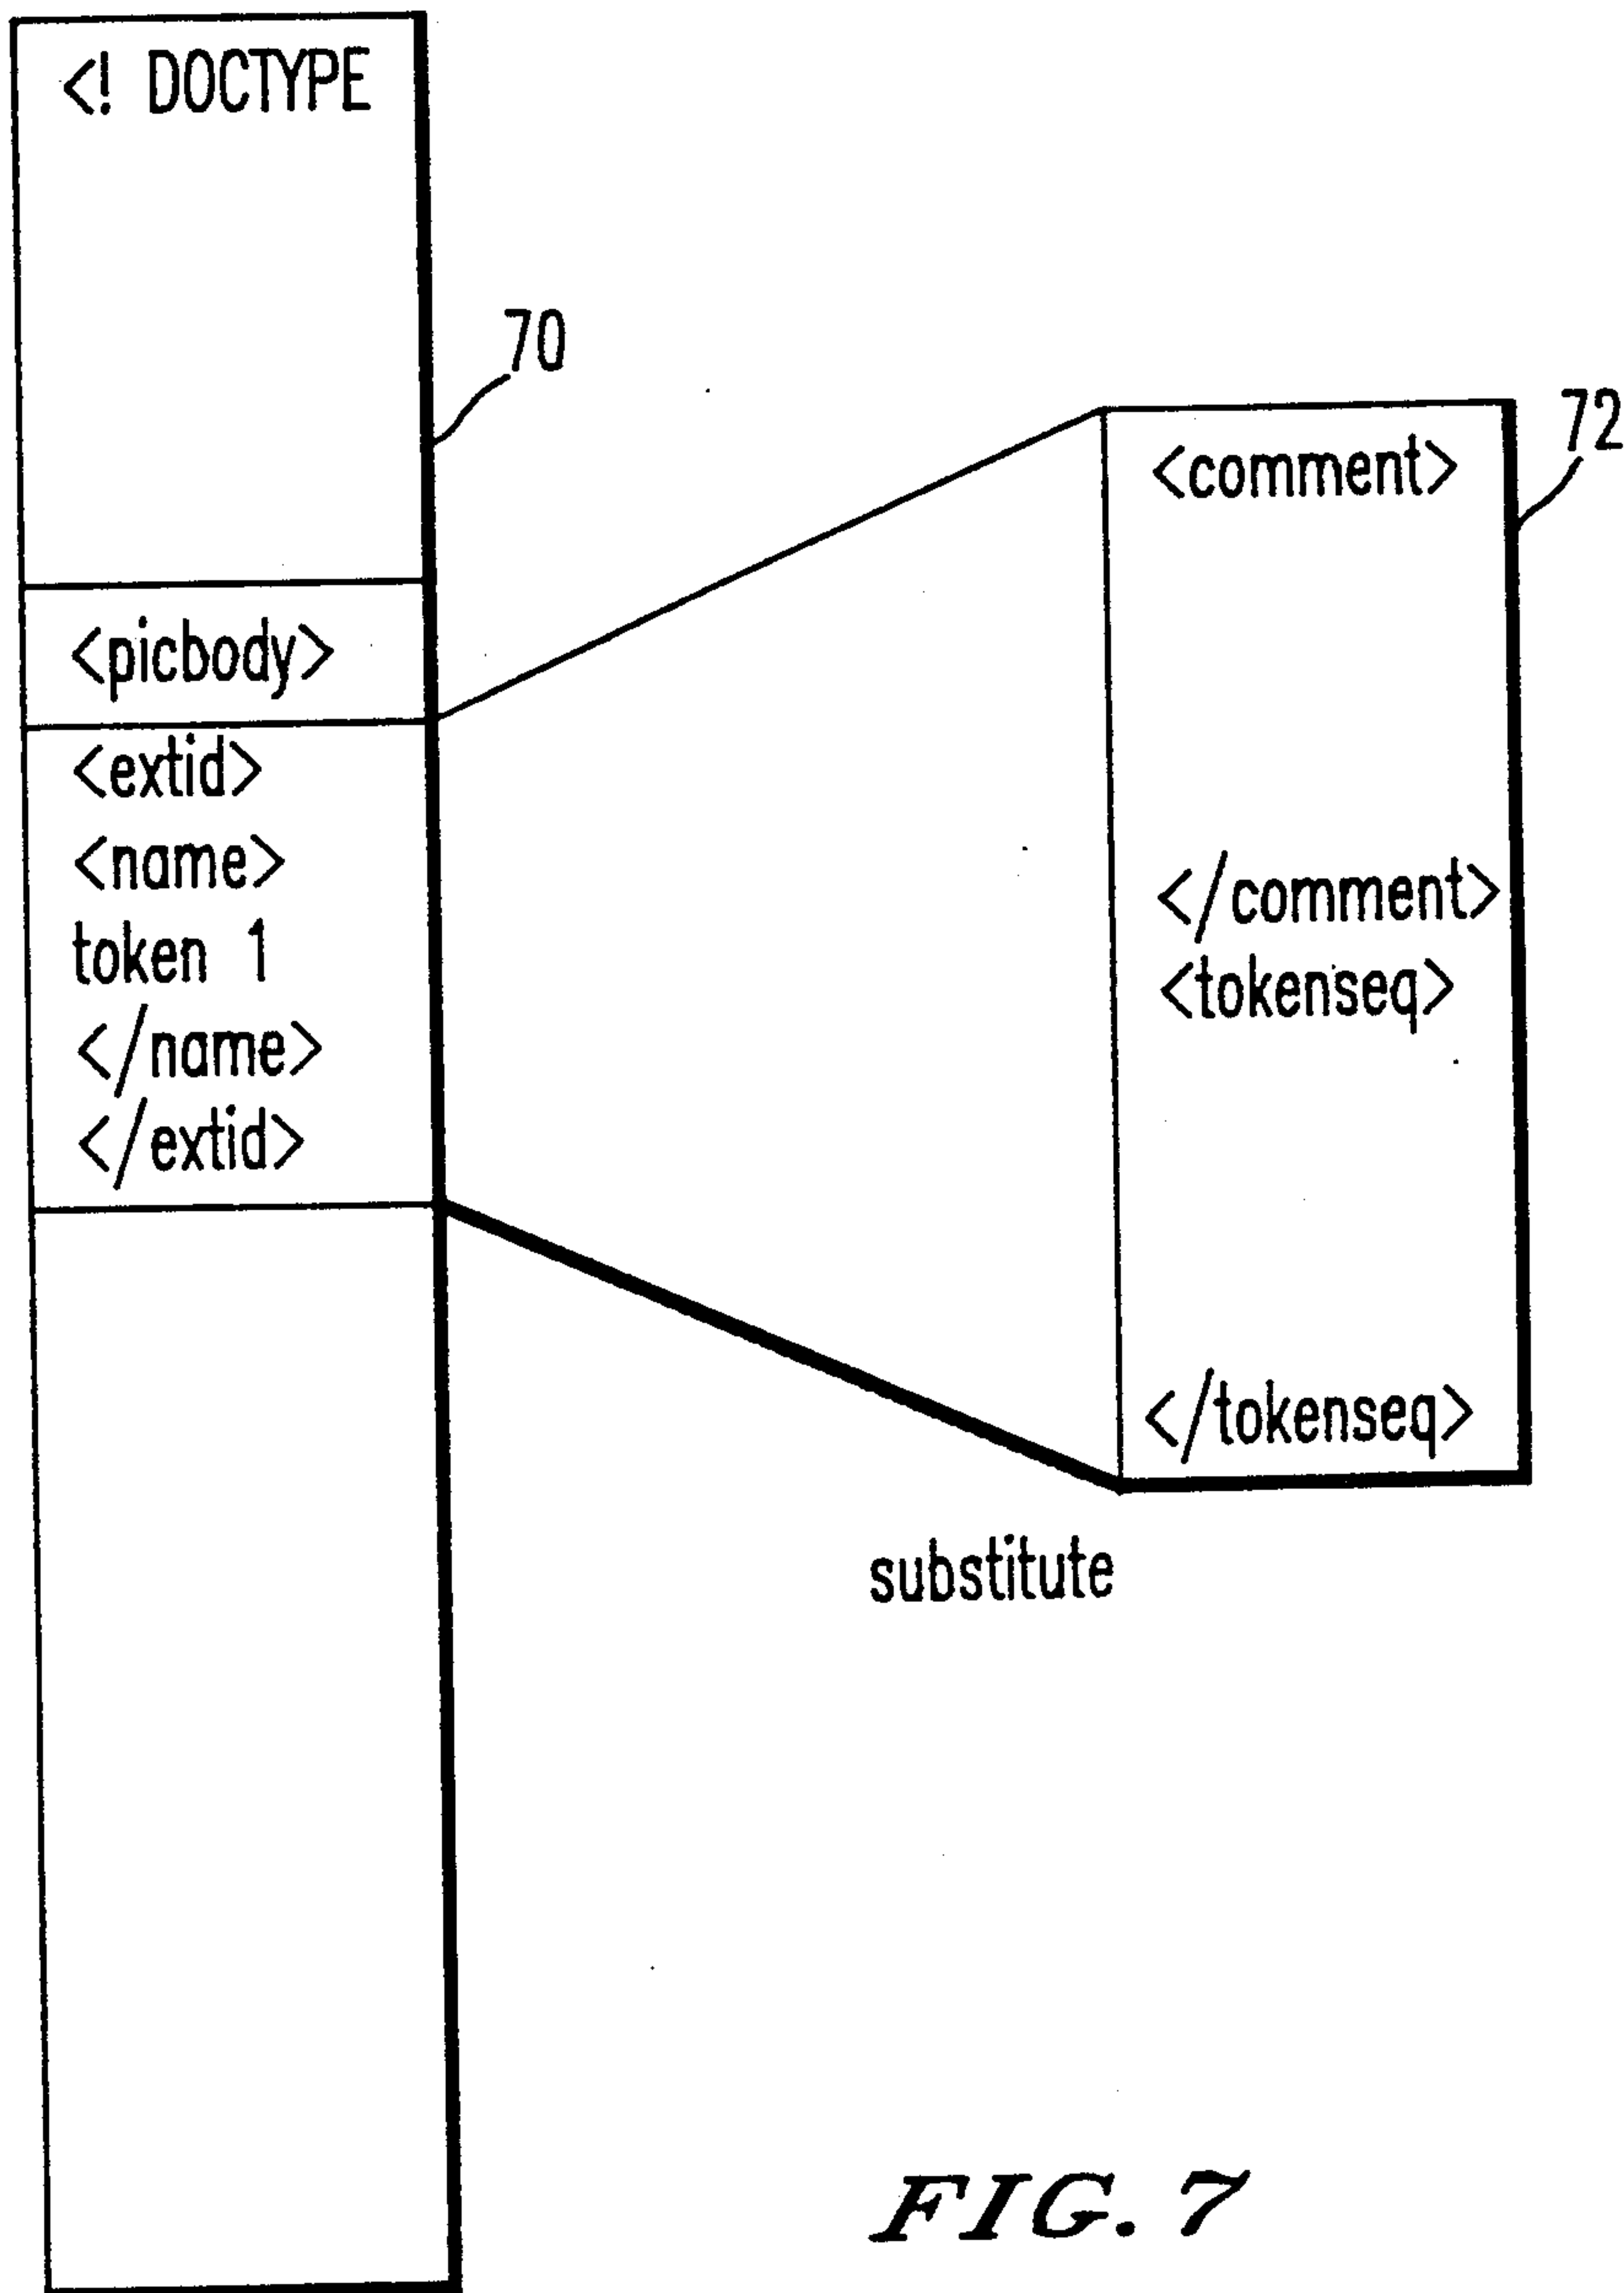 <! DOCTYPE
70
<picbody>
<extid>
<name>
token 1
</name>
</extid>
72
<comment>
</comment>
<tokenseq>
</tokenseq>
substitute
FIG. 7